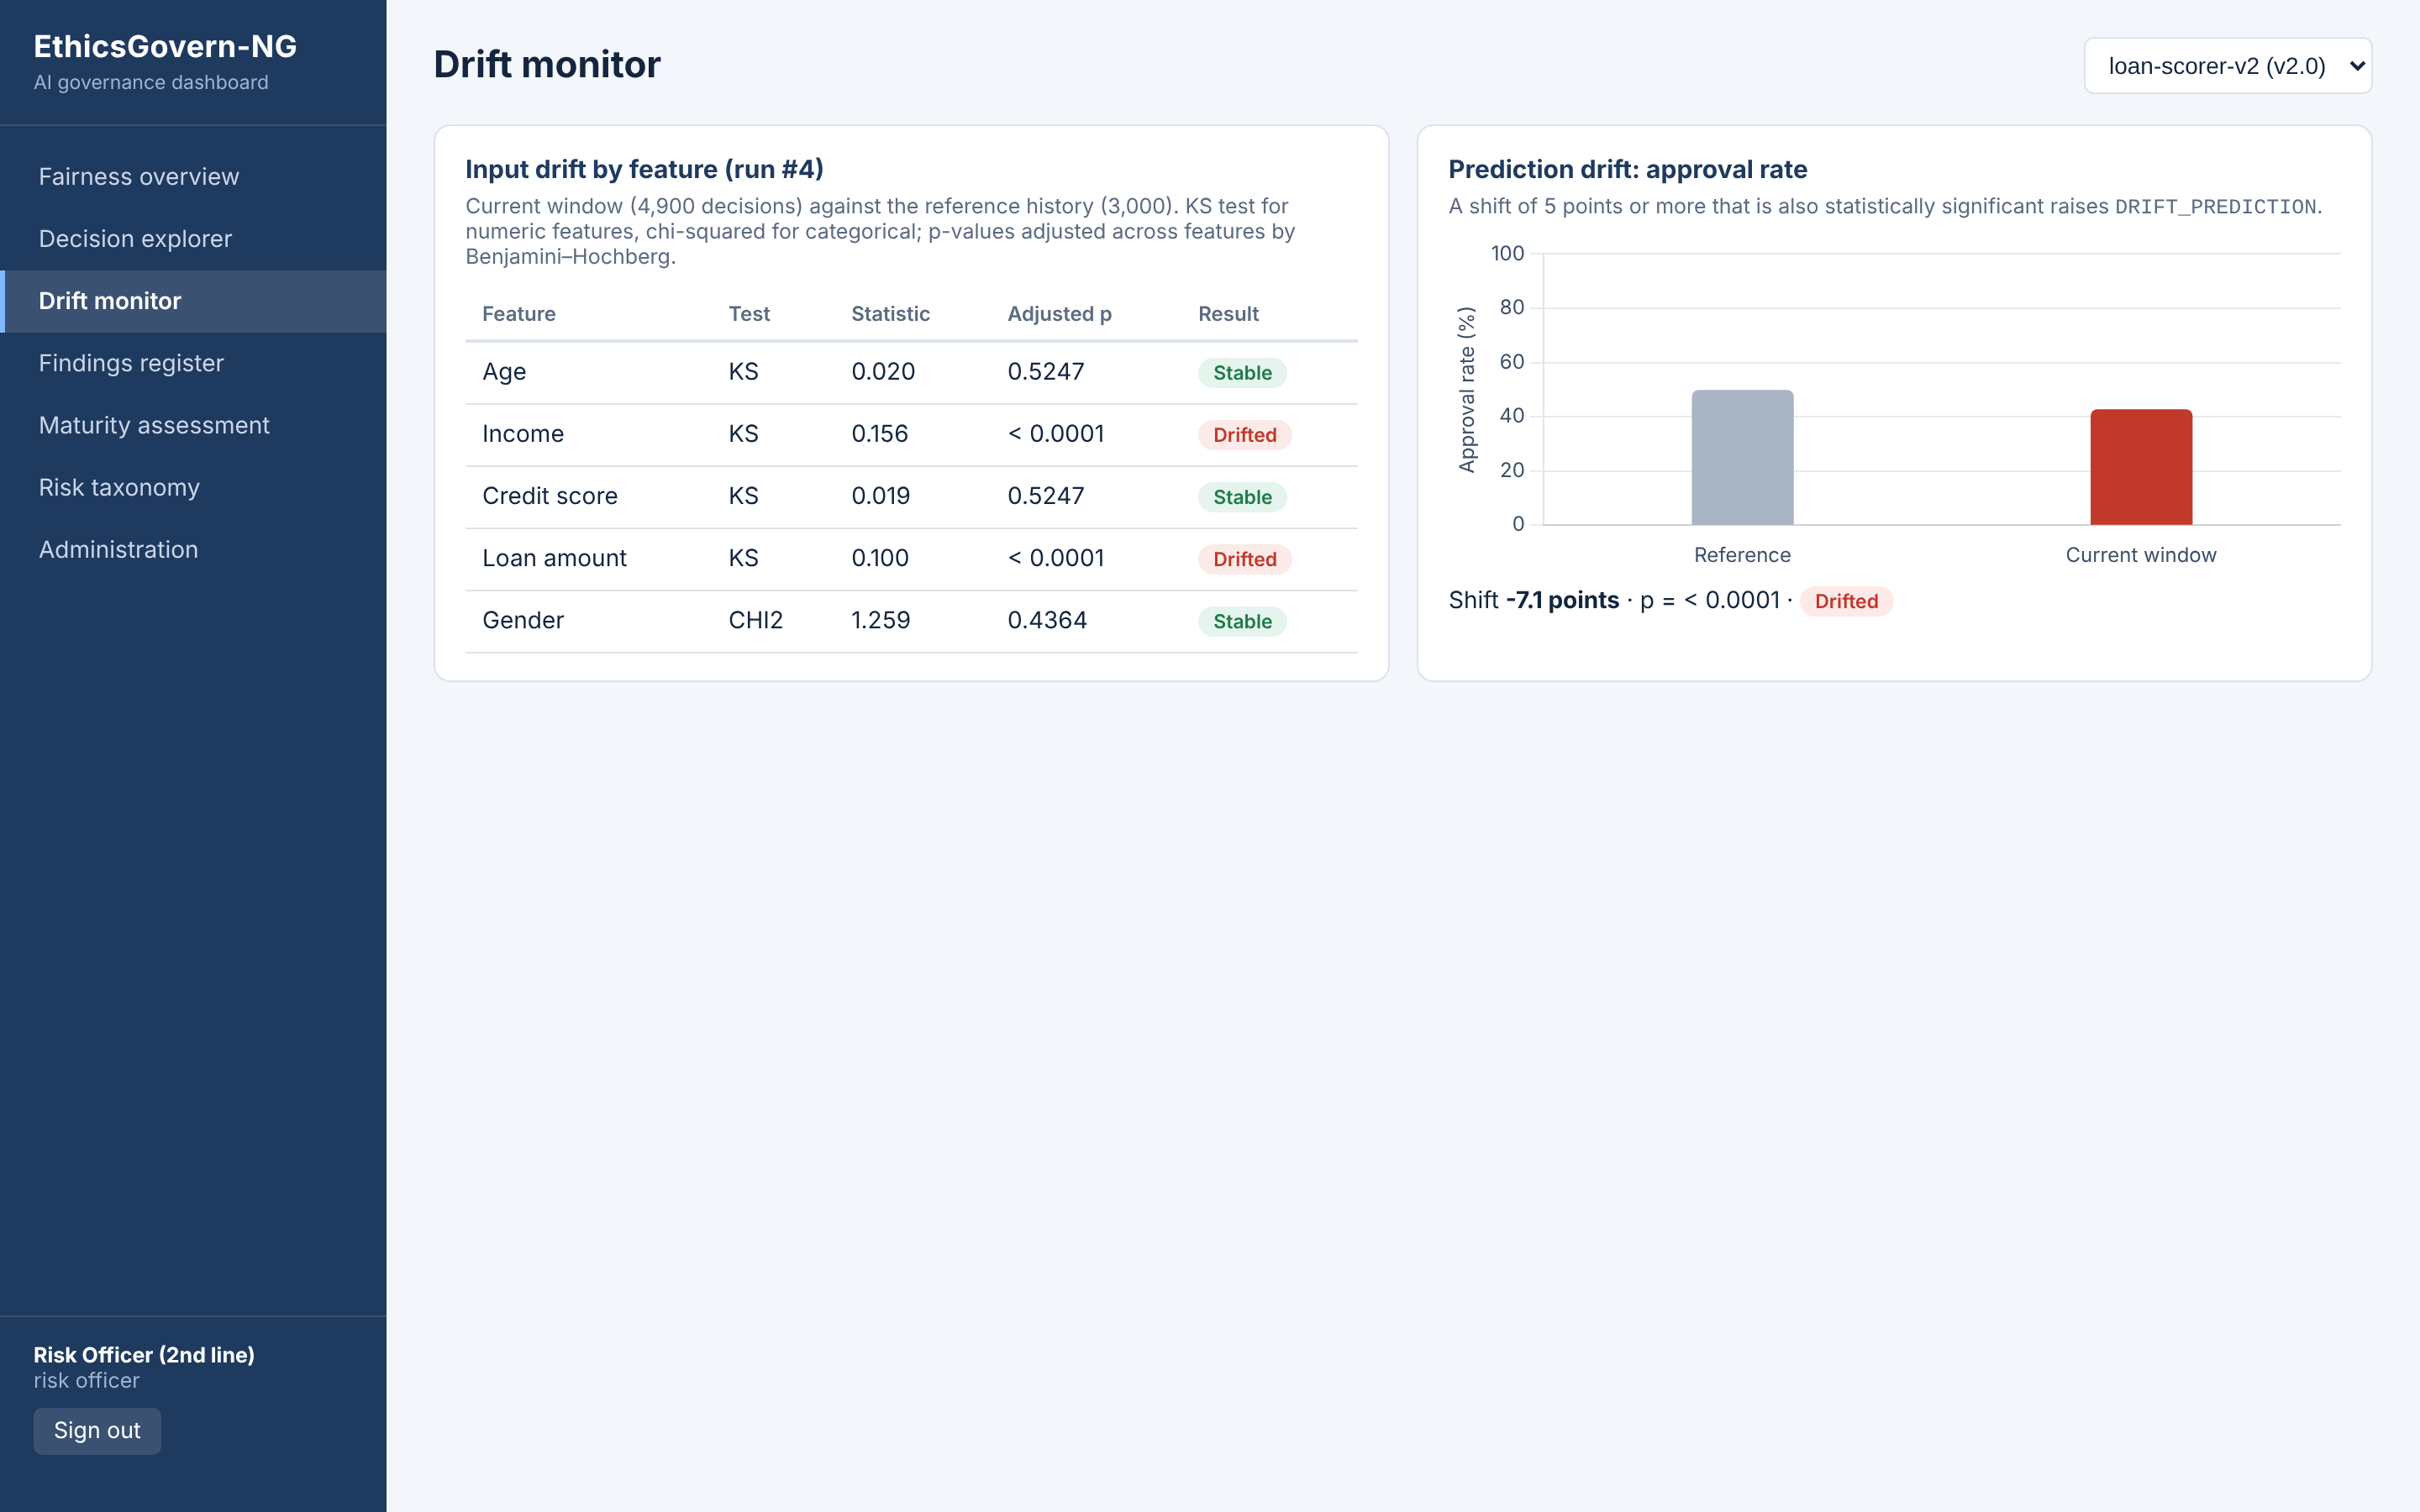 EthicsGovern-NG
AI governance dashboard
Fairness overview
Decision explorer
Drift monitor
Findings register
Maturity assessment
Risk taxonomy
Administration
Risk Officer (2nd line)
risk officer
Sign out
Drift monitor
loan-scorer-v2 (v2.0)
Input drift by feature (run #4)
Current window (4,900 decisions) against the reference history (3,000). KS test for
numeric features, chi-squared for categorical; p-values adjusted across features by
Benjamini–Hochberg.
Feature Test Statistic Adjusted p Result
Age KS 0.020 0.5247 Stable
Income KS 0.156 < 0.0001 Drifted
Credit score KS 0.019 0.5247 Stable
Loan amount KS 0.100 < 0.0001 Drifted
Gender CHI2 1.259 0.4364 Stable
Prediction drift: approval rate
A shift of 5 points or more that is also statistically significant raises DRIFT_PREDICTION.
Approval rate (%)
100
80
60
40
20
0
Reference Current window
Shift -7.1 points · p = < 0.0001 · Drifted